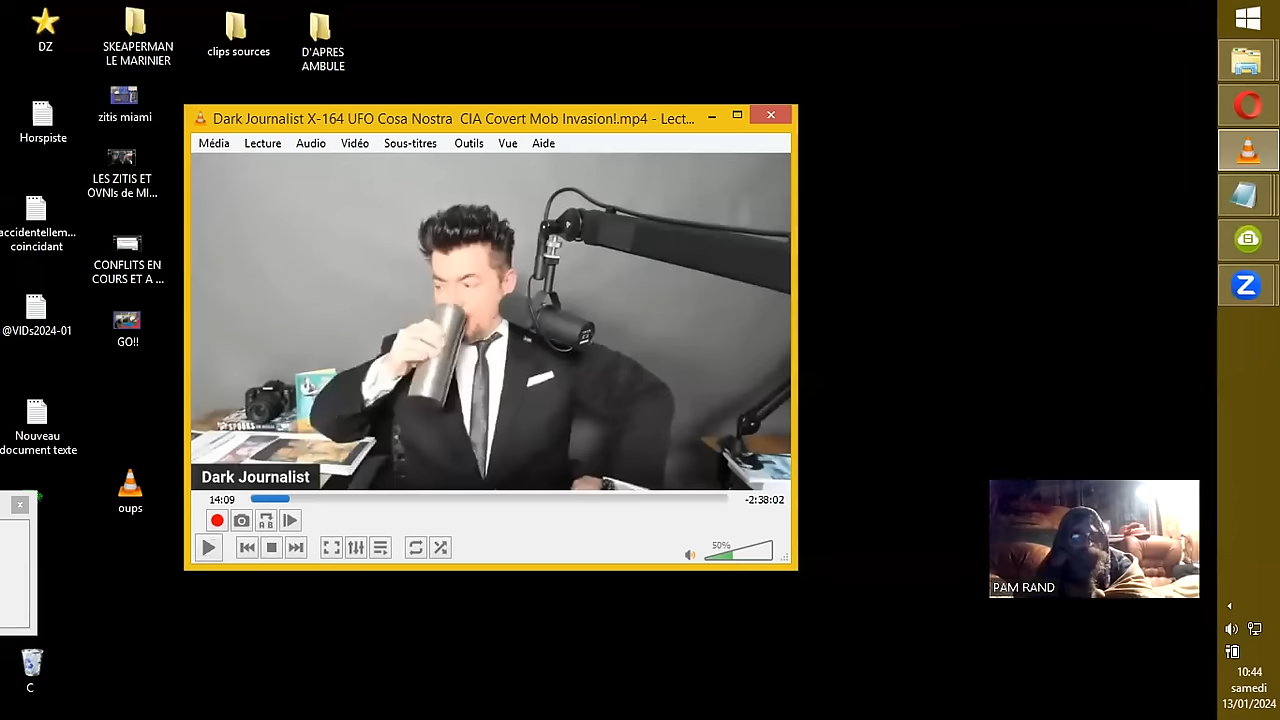 DZ
SKEAPERMAN
LE MARINIER
clips sources
D'APRES
AMBULE
Horspiste
zitis miami
LES ZITIS ET
OVNIs de MI...
accidentellem...
coincidant
CONFLITS EN
COURS ET A ...
@VIDs2024-01
GO!!
Nouveau
document texte
oups
C
x
Dark Journalist X-164 UFO Cosa Nostra CIA Covert Mob Invasion!.mp4 - Lect...
Média Lecture Audio Vidéo Sous-titres Outils Vue Aide
Dark Journalist
14:09
-2:38:02
A B
50%
PAM RAND
Z
10:44
samedi
13/01/2024